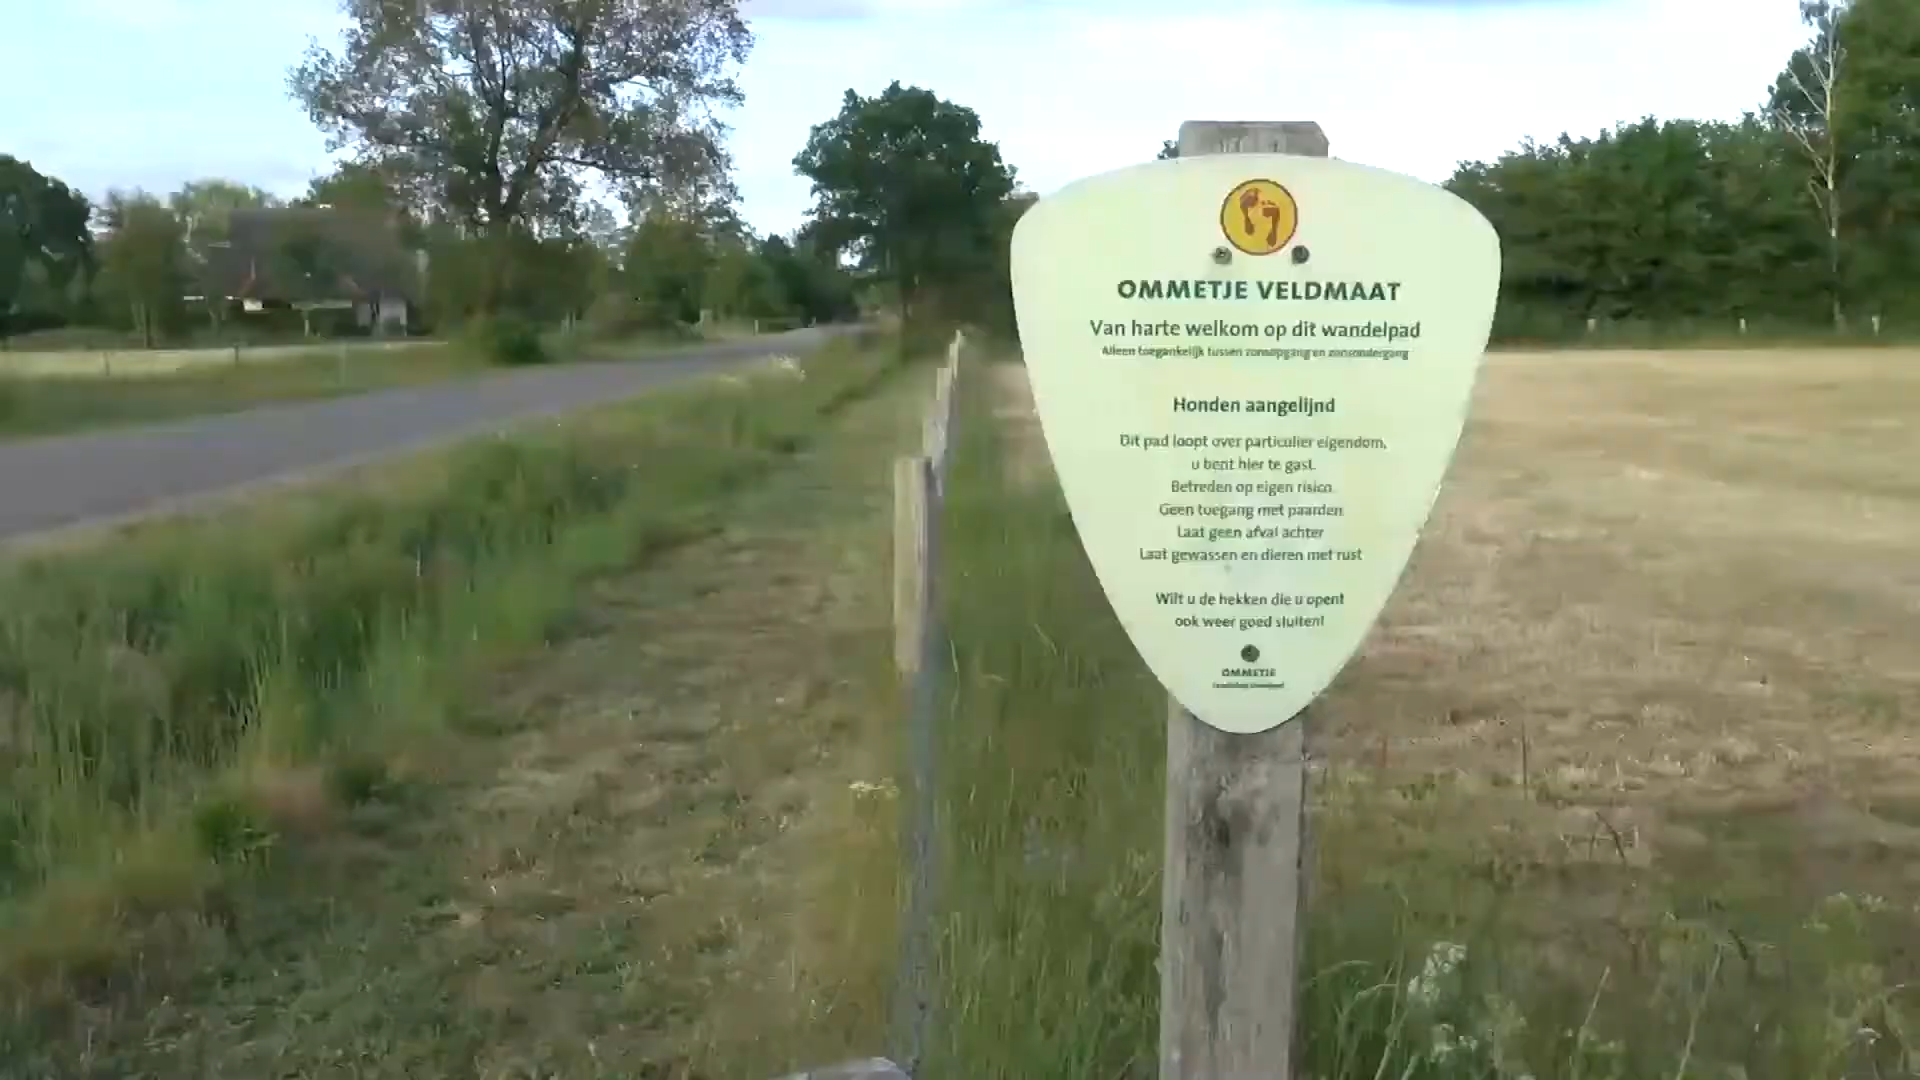 OMMETJE VELDMAAT
Van harte welkom op dit wandelpad
Alleen toegankelijk tussen zonsopgang en zonsondergang
Honden aangelijnd
Dit pad loopt over particulier eigendom,
u bent hier te gast.
Betreden op eigen risico.
Geen toegang met paarden
Laat geen afval achter
Laat gewassen en dieren met rust
Wilt u de hekken die u opent
ook weer goed sluiten!
OMMETJE